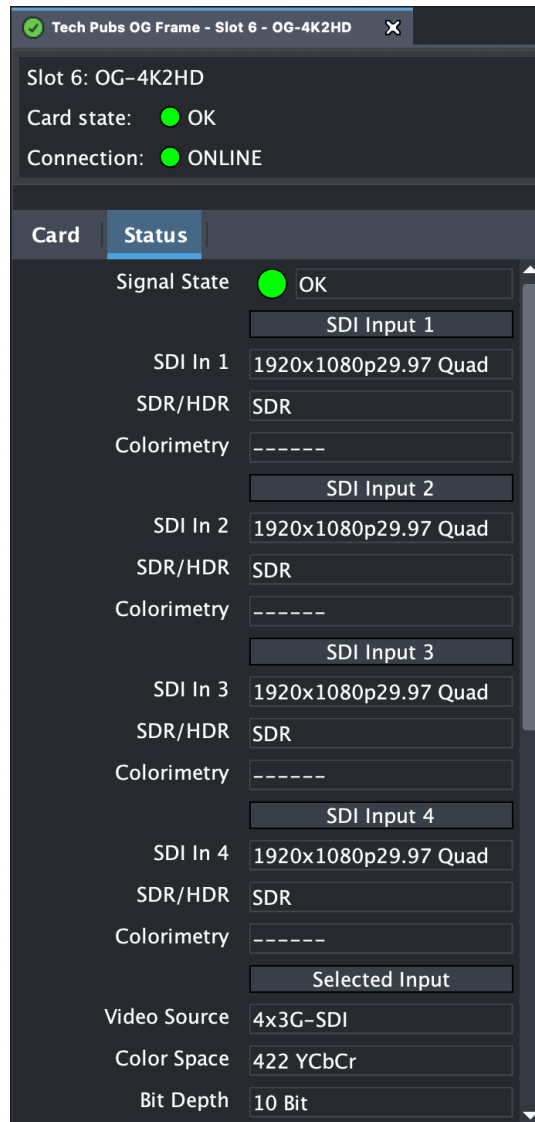 Tech Pubs OG Frame - Slot 6 - OG-4K2HD
Slot 6: OG-4K2HD
Card state: OK
Connection: ONLINE
Card Status
Signal State OK
SDI Input 1
SDI In 1 1920x1080p29.97 Quad
SDR/HDR SDR
Colorimetry ------
SDI Input 2
SDI In 2 1920x1080p29.97 Quad
SDR/HDR SDR
Colorimetry ------
SDI Input 3
SDI In 3 1920x1080p29.97 Quad
SDR/HDR SDR
Colorimetry ------
SDI Input 4
SDI In 4 1920x1080p29.97 Quad
SDR/HDR SDR
Colorimetry ------
Selected Input
Video Source 4x3G-SDI
Color Space 422 YCbCr
Bit Depth 10 Bit